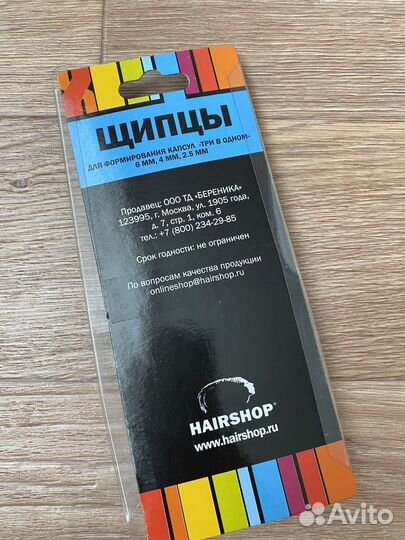 ЩИПЦЫ
ДЛЯ ФОРМИРОВАНИЯ КАПСУЛ «ТРИ В ОДНОМ»
6 ММ, 4 ММ, 2.5 ММ
Продавец: ООО ТД «БЕРЕНИКА»
123995, г. Москва, ул. 1905 года,
д. 7, стр. 1, ком. 6
тел.: +7 (800) 234-29-85
Срок годности: не ограничен
По вопросам качества продукции
onlineshop@hairshop.ru
HAIRSHOP®
www.hairshop.ru
Avito